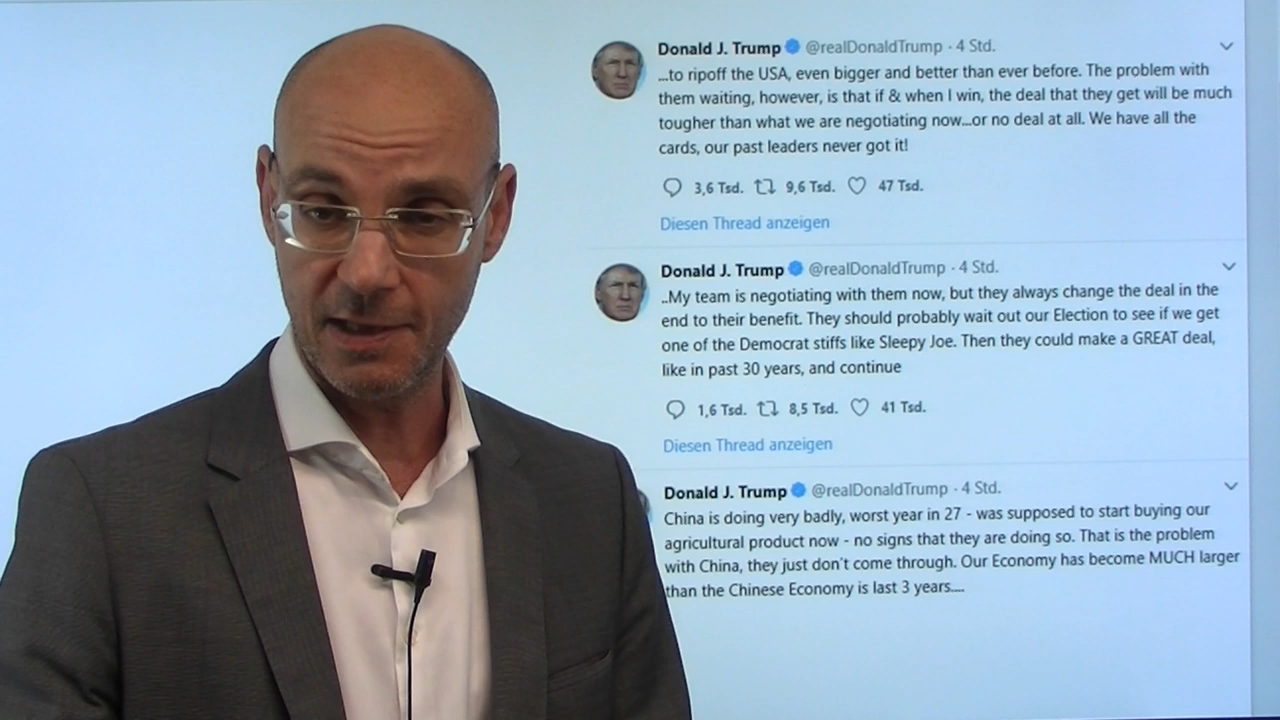 Donald J. Trump @realDonaldTrump · 4 Std.
...to ripoff the USA, even bigger and better than ever before. The problem with
them waiting, however, is that if & when I win, the deal that they get will be much
tougher than what we are negotiating now...or no deal at all. We have all the
cards, our past leaders never got it!
3,6 Tsd. 9,6 Tsd. 47 Tsd.
Diesen Thread anzeigen
Donald J. Trump @realDonaldTrump · 4 Std.
..My team is negotiating with them now, but they always change the deal in the
end to their benefit. They should probably wait out our Election to see if we get
one of the Democrat stiffs like Sleepy Joe. Then they could make a GREAT deal,
like in past 30 years, and continue
1,6 Tsd. 8,5 Tsd. 41 Tsd.
Diesen Thread anzeigen
Donald J. Trump @realDonaldTrump · 4 Std.
China is doing very badly, worst year in 27 - was supposed to start buying our
agricultural product now - no signs that they are doing so. That is the problem
with China, they just don't come through. Our Economy has become MUCH larger
than the Chinese Economy is last 3 years....